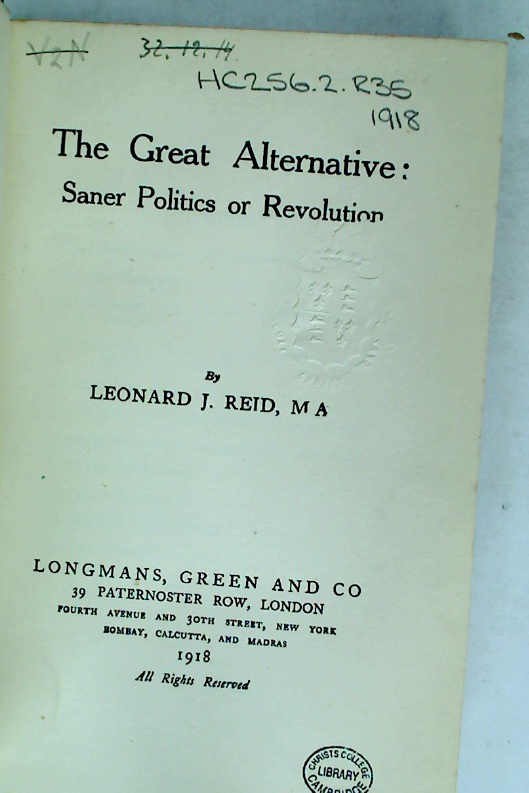 V2N
32.12.14
HC256.2.R35
1918
The Great Alternative:
Saner Politics or Revolution
By
LEONARD J. REID, M A
LONGMANS, GREEN AND CO
39 PATERNOSTER ROW, LONDON
FOURTH AVENUE AND 30TH STREET, NEW YORK
BOMBAY, CALCUTTA, AND MADRAS
1918
All Rights Reserved
CHRISTS COLLEGE
LIBRARY
CAMBRIDGE